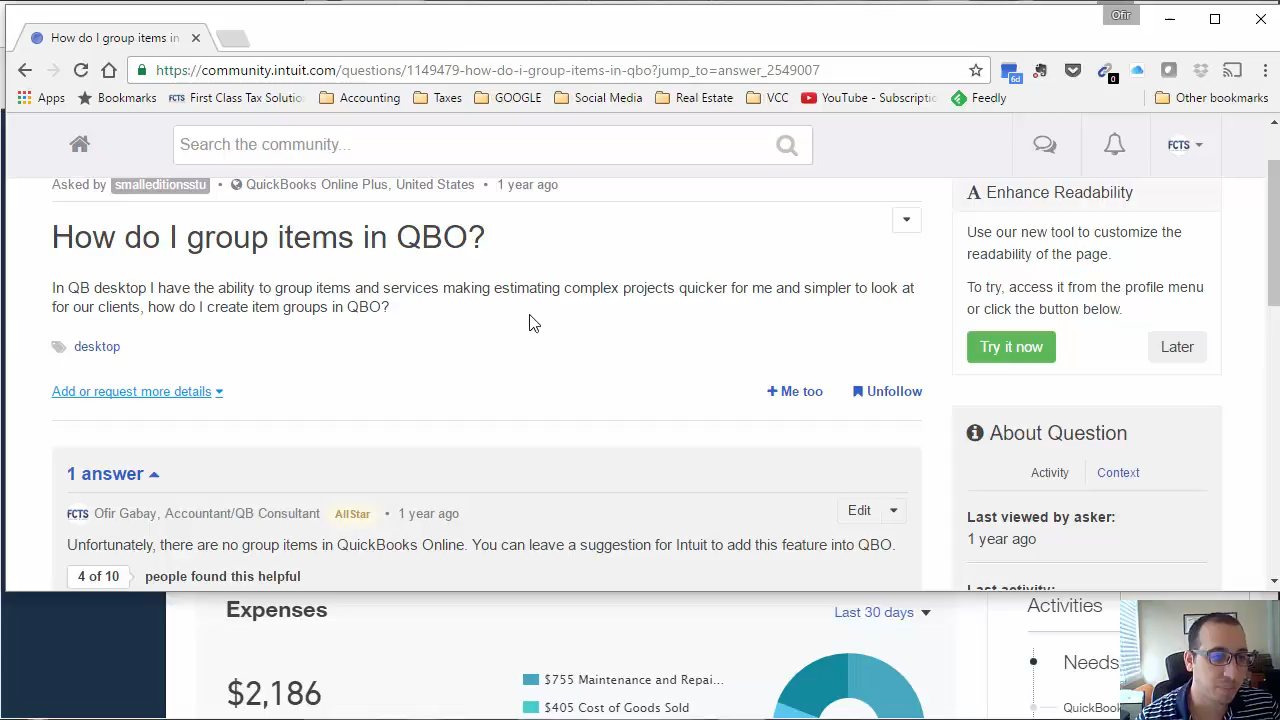 Ofir
How do I group items in
https://community.intuit.com/questions/1149479-how-do-i-group-items-in-qbo?jump_to=answer_2549007
6d
0
Apps
Bookmarks
FCTS First Class Tax Solutio
Accounting
Taxes
GOOGLE
Social Media
Real Estat
VCC
YouTube - Subscripti
Feedly
Other bookmarks
Search the community...
FCTS
Asked by smalleditionsstu • QuickBooks Online Plus, United States • 1 year ago
How do I group items in QBO?
In QB desktop I have the ability to group items and services making estimating complex projects quicker for me and simpler to look at
for our clients, how do I create item groups in QBO?
desktop
Add or request more details
+ Me too
Unfollow
1 answer
FCTS Ofir Gabay, Accountant/QB Consultant AllStar • 1 year ago
Edit
Unfortunately, there are no group items in QuickBooks Online. You can leave a suggestion for Intuit to add this feature into QBO.
4 of 10 people found this helpful
A Enhance Readability
Use our new tool to customize the
readability of the page.
To try, access it from the profile menu
or click the button below.
Try it now
Later
About Question
Activity
Context
Last viewed by asker:
1 year ago
Last activity:
Expenses
Last 30 days
$2,186
$755 Maintenance and Repai...
$405 Cost of Goods Sold
Activities
Needs
QuickBook